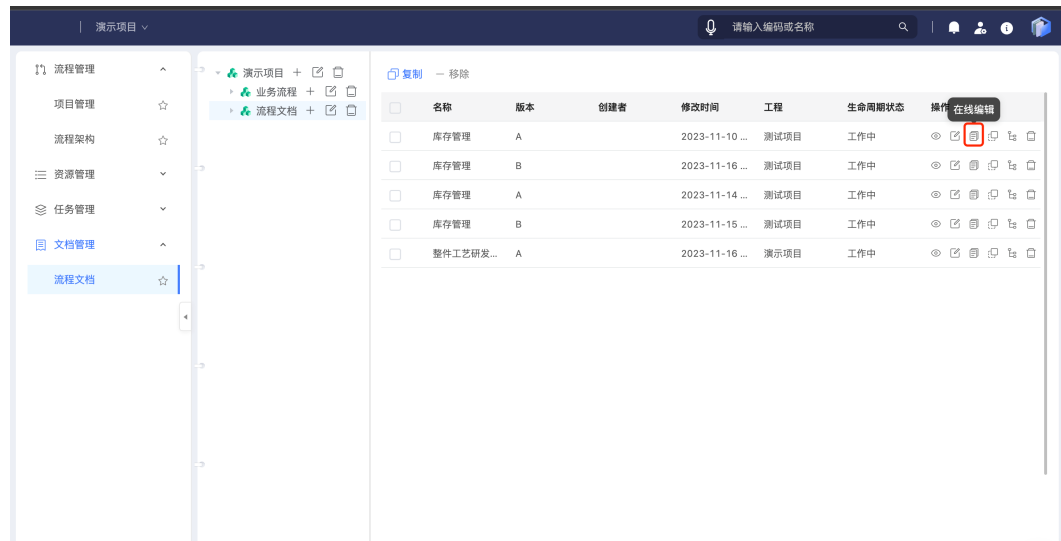 演示项目
请输入编码或名称
流程管理
项目管理
流程架构
资源管理
任务管理
文档管理
流程文档
演示项目
业务流程
流程文档
复制 移除
名称 版本 创建者 修改时间 工程 生命周期状态 操作
在线编辑
库存管理 A 2023-11-10 ... 测试项目 工作中
库存管理 B 2023-11-16 ... 测试项目 工作中
库存管理 A 2023-11-14 ... 测试项目 工作中
库存管理 B 2023-11-15 ... 测试项目 工作中
整件工艺研发... A 2023-11-16 ... 演示项目 工作中